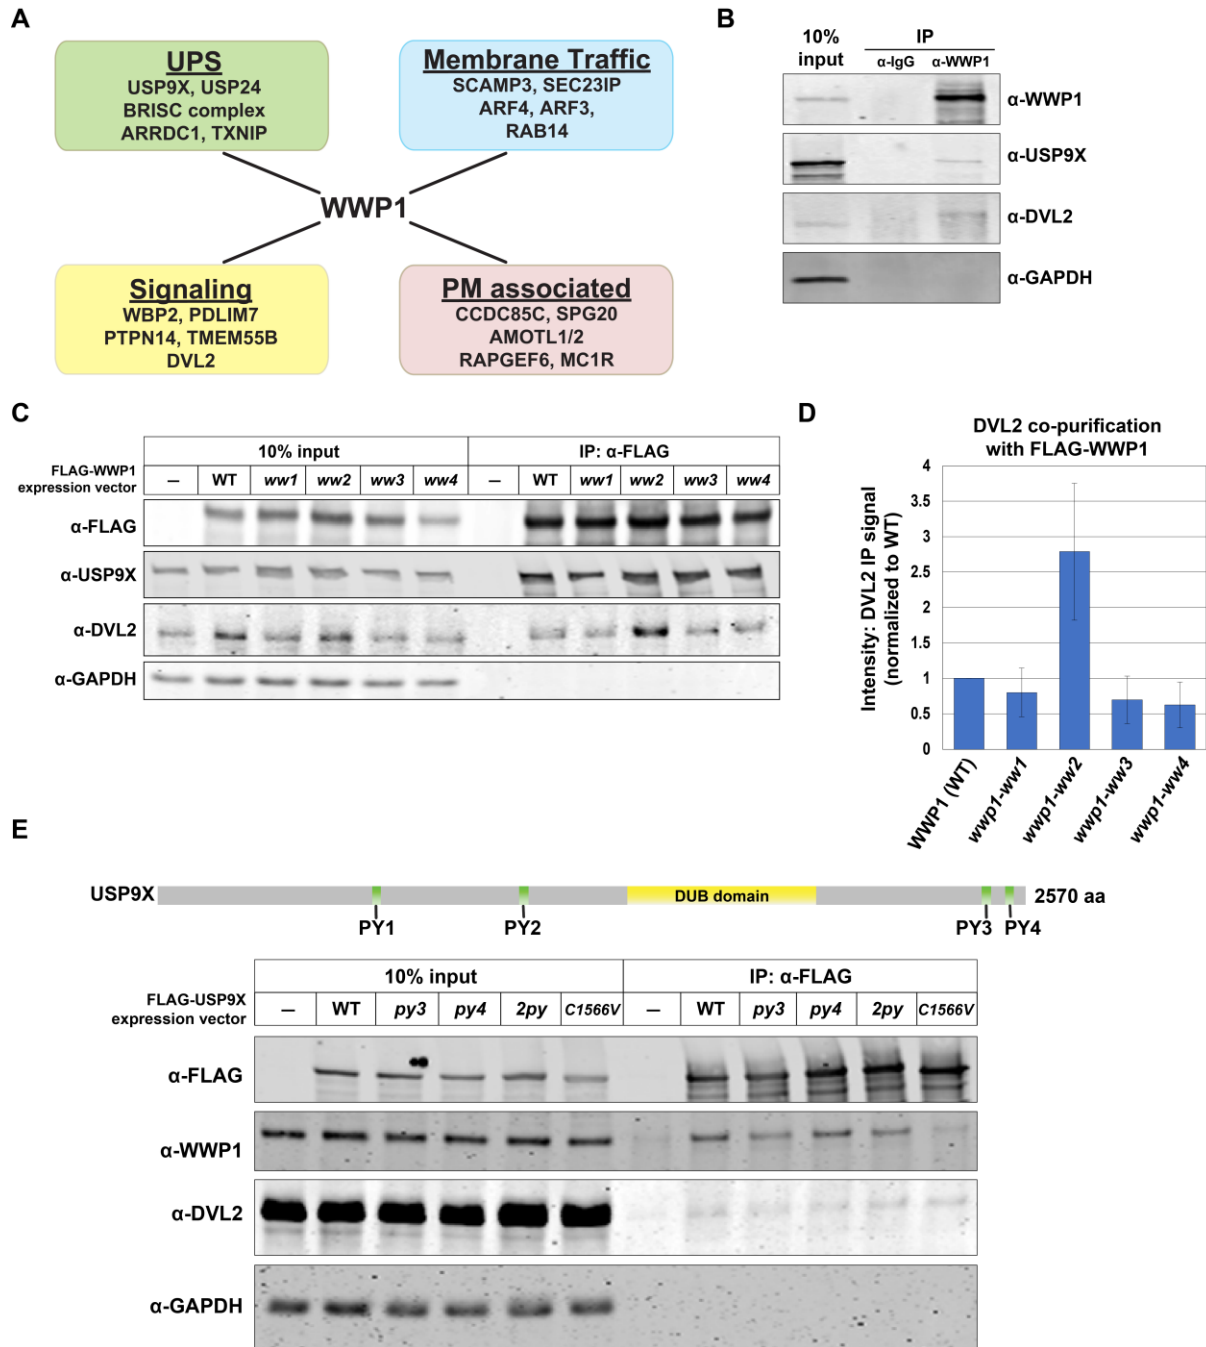 A
UPS
USP9X, USP24
BRISC complex
ARRDC1, TXNIP
Membrane Traffic
SCAMP3, SEC23IP
ARF4, ARF3,
RAB14
WWP1
Signaling
WBP2, PDLIM7
PTPN14, TMEM55B
DVL2
PM associated
CCDC85C, SPG20
AMOTL1/2
RAPGEF6, MC1R
B
10% input
IP
α-IgG α-WWP1
α-WWP1
α-USP9X
α-DVL2
α-GAPDH
C
10% input IP: α-FLAG
FLAG-WWP1 expression vector
– WT ww1 ww2 ww3 ww4 – WT ww1 ww2 ww3 ww4
α-FLAG
α-USP9X
α-DVL2
α-GAPDH
D
DVL2 co-purification
with FLAG-WWP1
Intensity: DVL2 IP signal
(normalized to WT)
4
3.5
3
2.5
2
1.5
1
0.5
0
WWP1 (WT)
wwp1-ww1
wwp1-ww2
wwp1-ww3
wwp1-ww4
E
USP9X DUB domain 2570 aa
PY1 PY2 PY3 PY4
10% input IP: α-FLAG
FLAG-USP9X expression vector
– WT py3 py4 2py C1566V – WT py3 py4 2py C1566V
α-FLAG
α-WWP1
α-DVL2
α-GAPDH